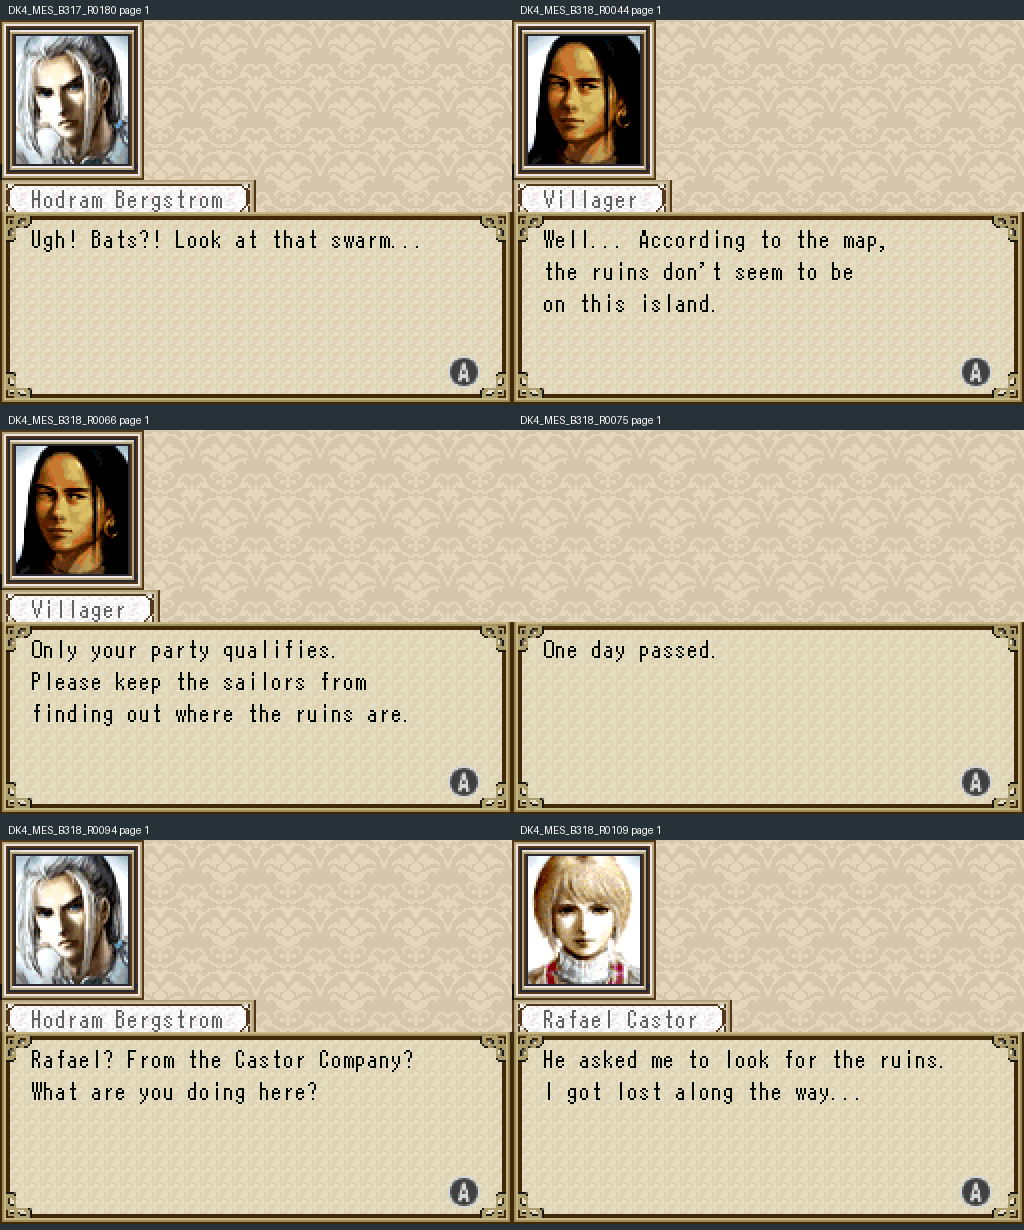 DK4_MES_B317_R0180 page 1
Hodram Bergstrom
Ugh! Bats?! Look at that swarm...
A
DK4_MES_B318_R0044 page 1
Villager
Well... According to the map,
the ruins don't seem to be
on this island.
A
DK4_MES_B318_R0066 page 1
Villager
Only your party qualifies.
Please keep the sailors from
finding out where the ruins are.
A
DK4_MES_B318_R0075 page 1
One day passed.
A
DK4_MES_B318_R0094 page 1
Hodram Bergstrom
Rafael? From the Castor Company?
What are you doing here?
A
DK4_MES_B318_R0109 page 1
Rafael Castor
He asked me to look for the ruins.
I got lost along the way...
A